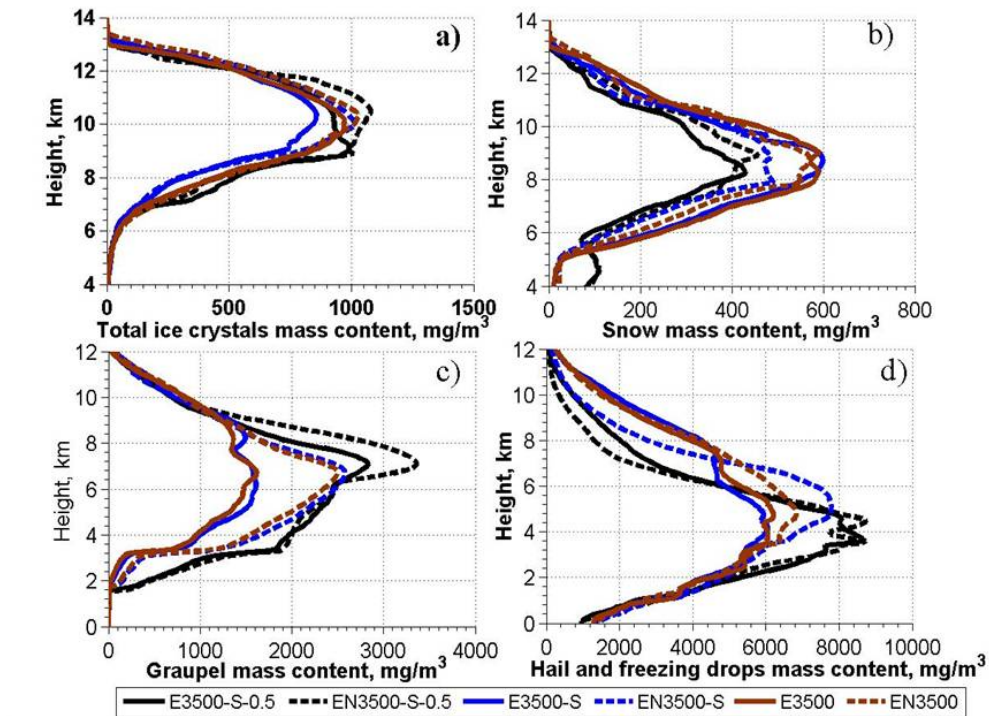 14
12
10
8
6
4
Height, km
a)
0 500 1000 1500
Total ice crystals mass content, mg/m³
14
12
10
8
6
4
Height, km
b)
0 200 400 600 800
Snow mass content, mg/m³
12
10
8
6
4
2
0
Height, km
c)
0 1000 2000 3000 4000
Graupel mass content, mg/m³
12
10
8
6
4
2
0
Height, km
d)
0 2000 4000 6000 8000 10000
Hail and freezing drops mass content, mg/m³
E3500-S-0.5 EN3500-S-0.5 E3500-S EN3500-S E3500 EN3500